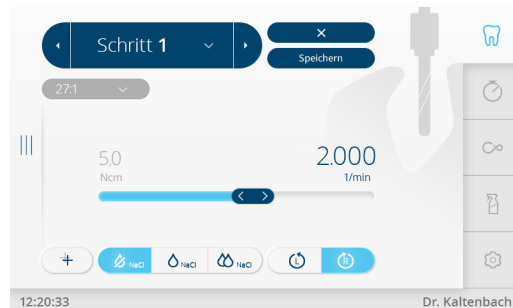 Schritt 1
×
Speichern
27:1
5,0
Ncm
2.000
1/min
NaCl
NaCl
NaCl
L
R
12:20:33
Dr. Kaltenbach